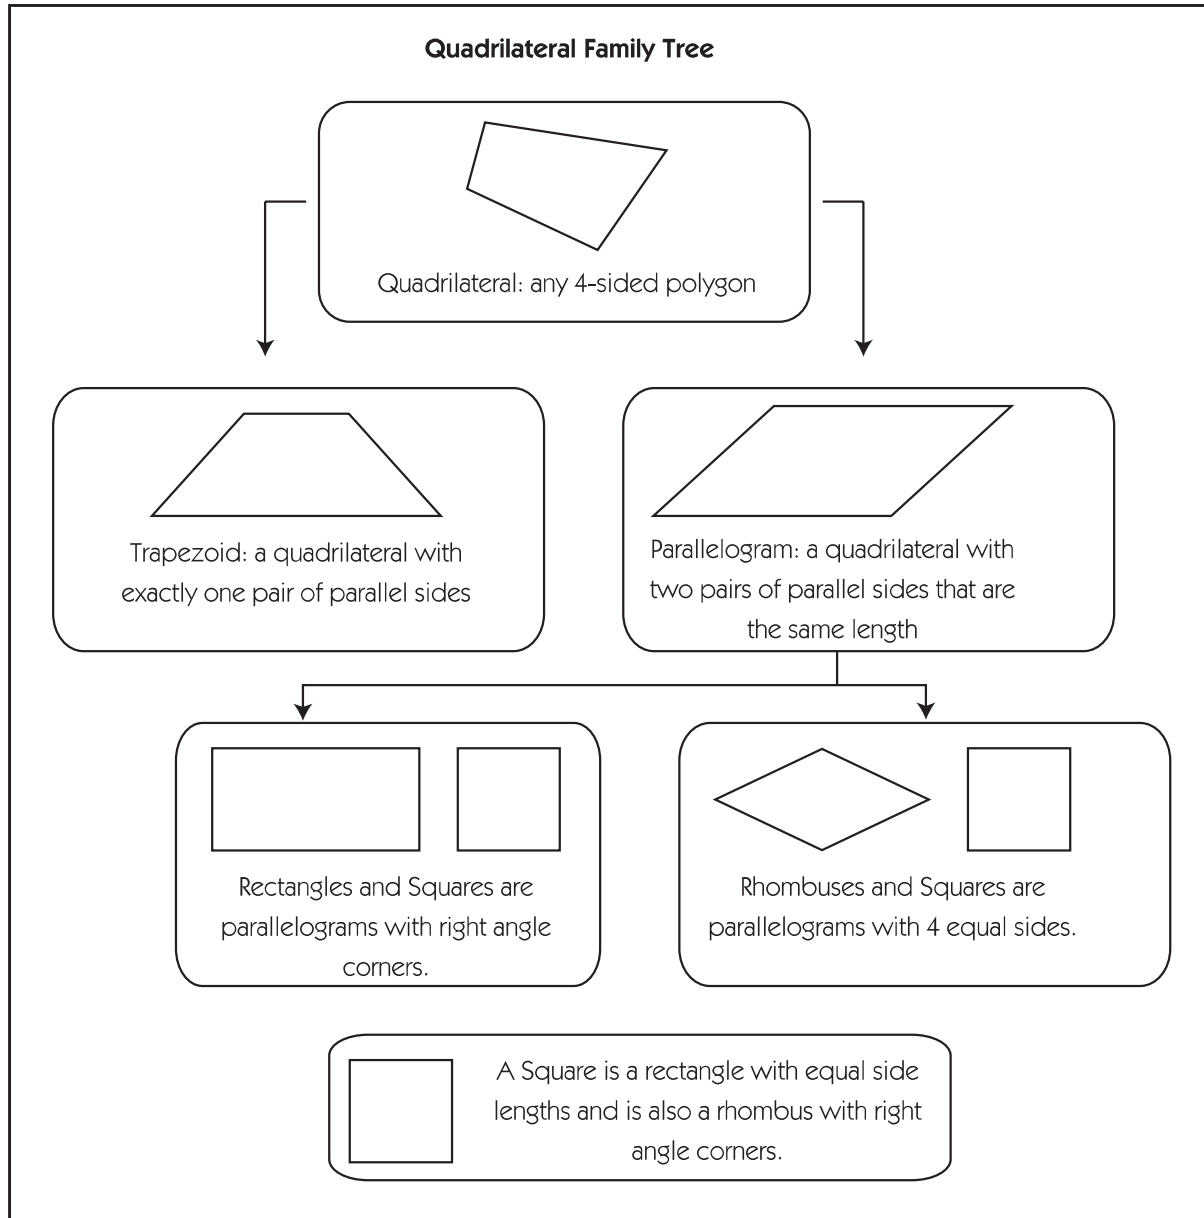 Quadrilateral Family Tree
Quadrilateral: any 4-sided polygon
Trapezoid: a quadrilateral with
exactly one pair of parallel sides
Parallelogram: a quadrilateral with
two pairs of parallel sides that are
the same length
Rectangles and Squares are
parallelograms with right angle
corners.
Rhombuses and Squares are
parallelograms with 4 equal sides.
A Square is a rectangle with equal side
lengths and is also a rhombus with right
angle corners.